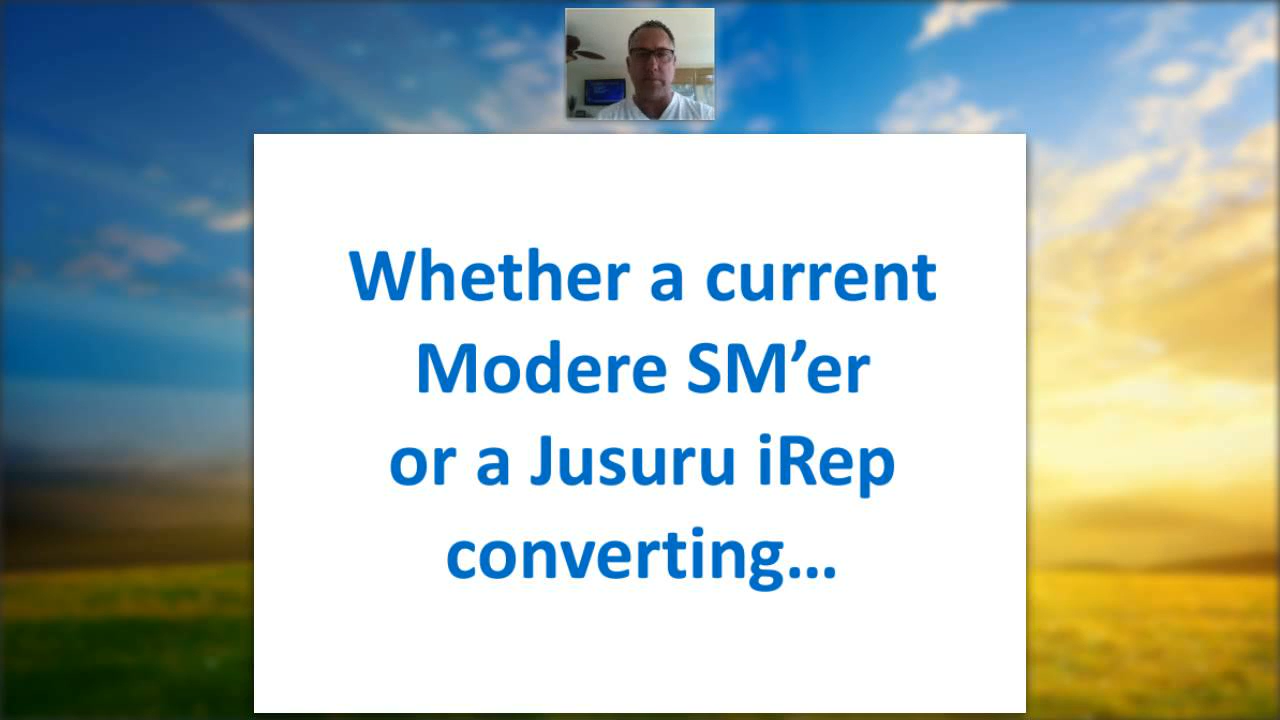 Whether a current
Modere SM’er
or a Jusuru iRep
converting…